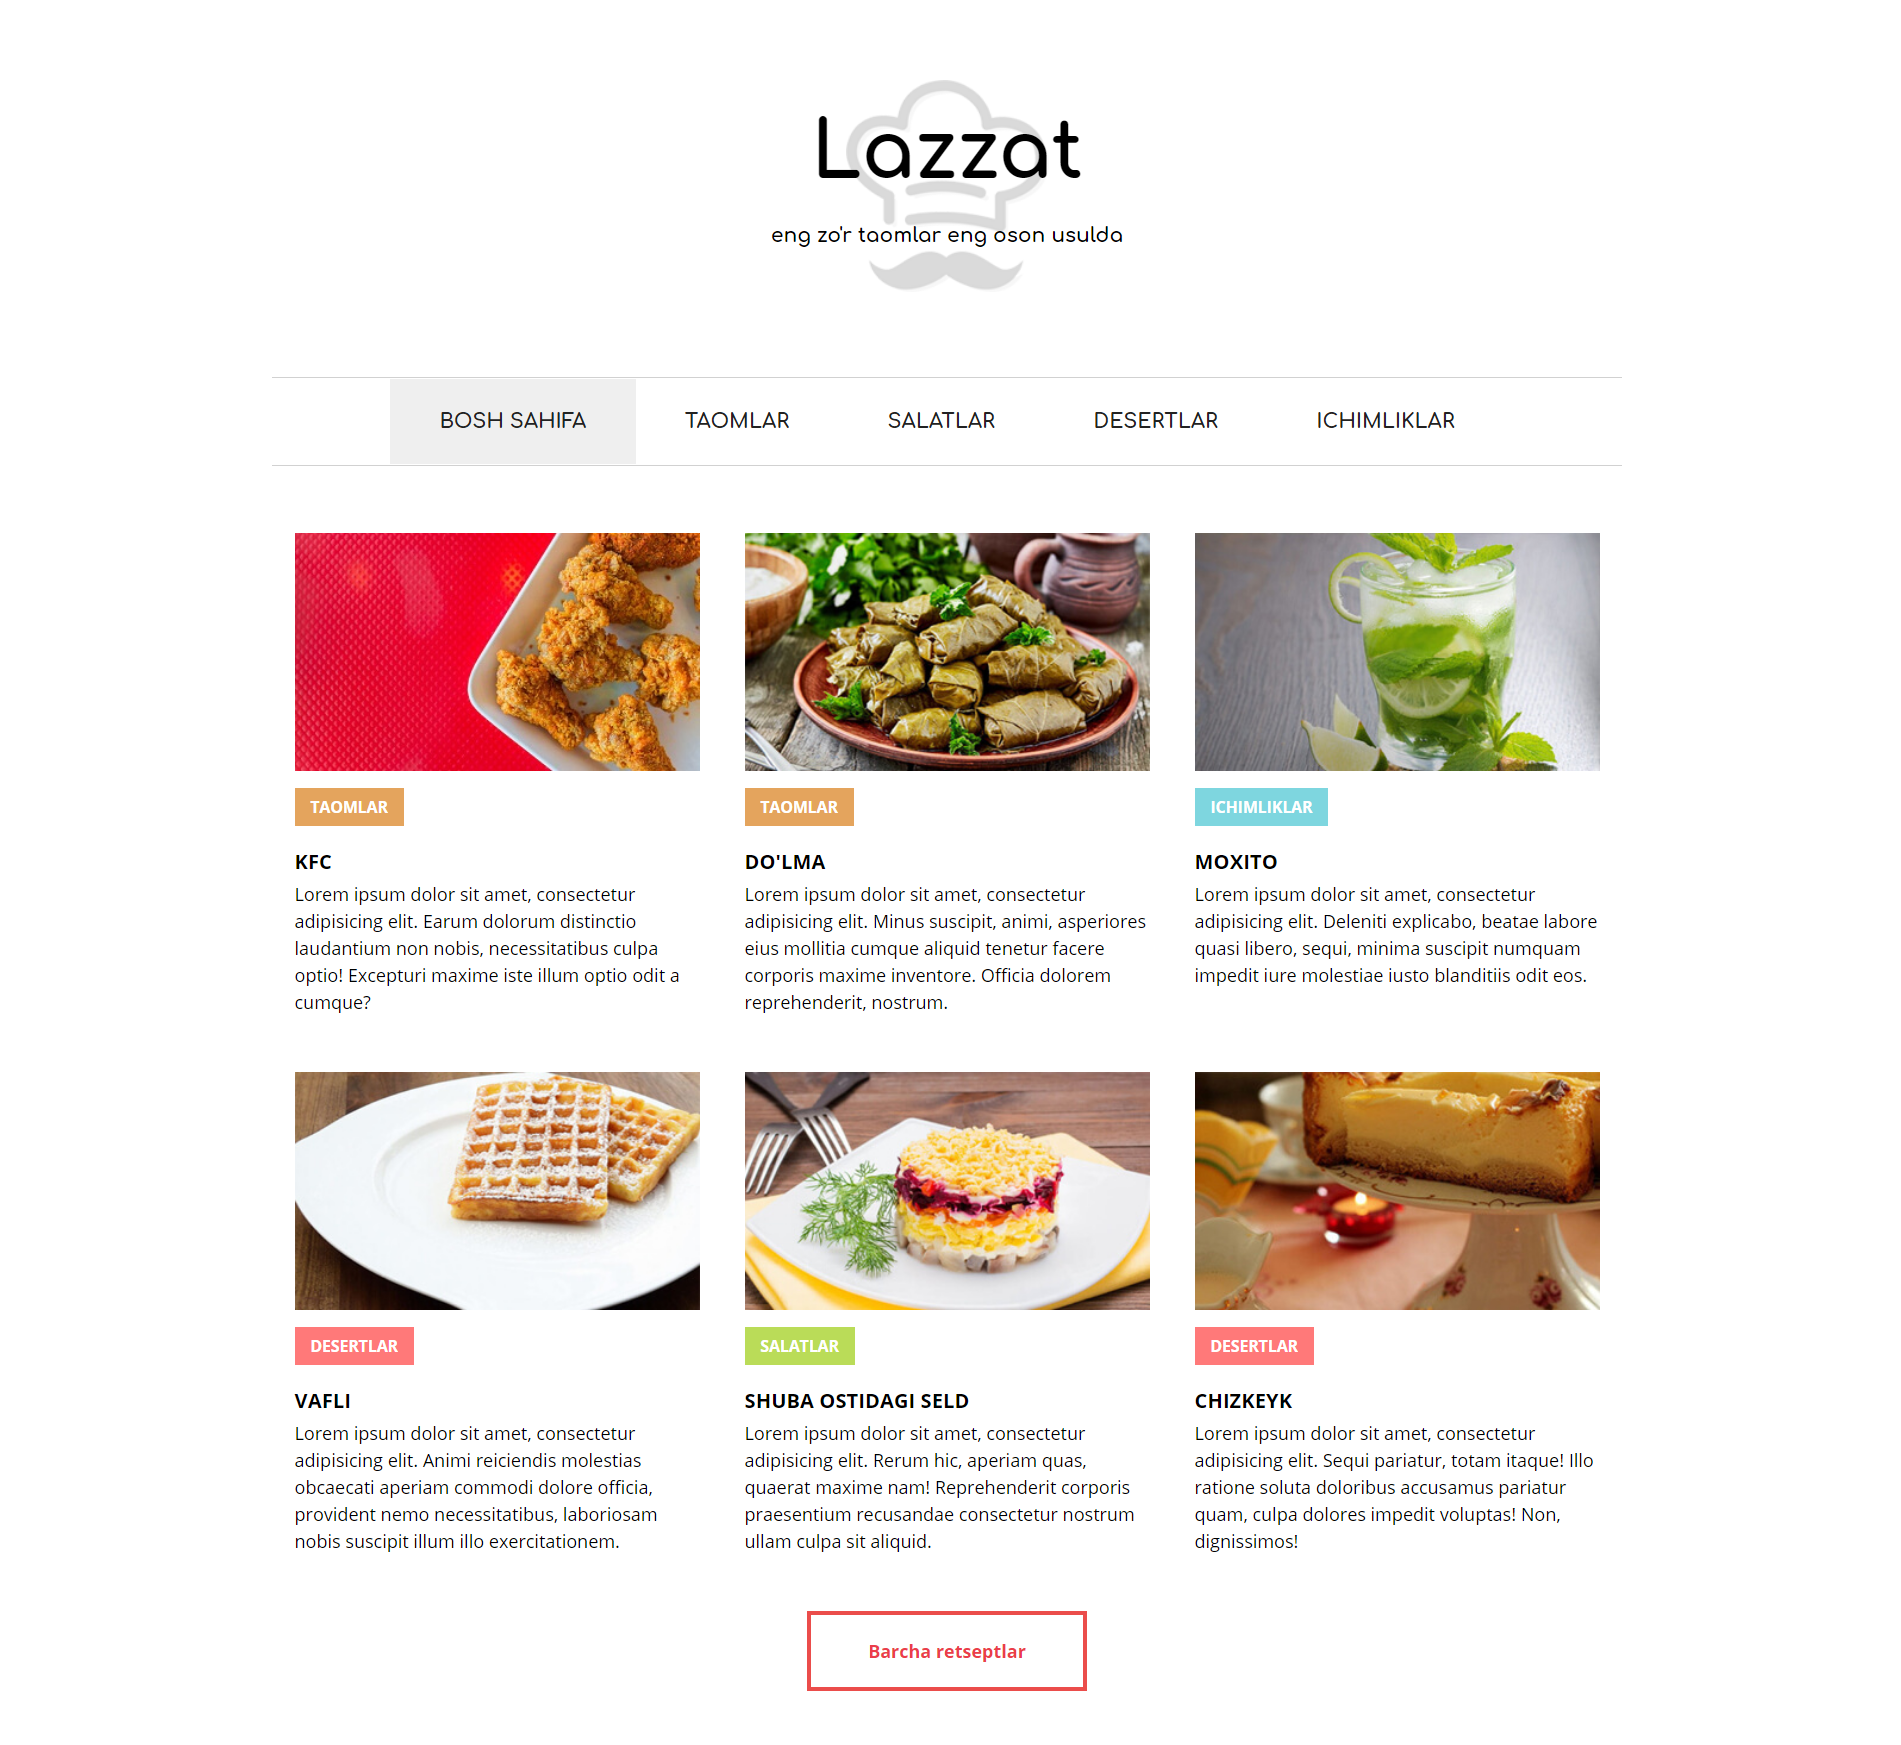 Lazzat
eng zo'r taomlar eng oson usulda
BOSH SAHIFA
TAOMLAR
SALATLAR
DESERTLAR
ICHIMLIKLAR
TAOMLAR
KFC
Lorem ipsum dolor sit amet, consectetur
adipisicing elit. Earum dolorum distinctio
laudantium non nobis, necessitatibus culpa
optio! Excepturi maxime iste illum optio odit a
cumque?
TAOMLAR
DO'LMA
Lorem ipsum dolor sit amet, consectetur
adipisicing elit. Minus suscipit, animi, asperiores
eius mollitia cumque aliquid tenetur facere
corporis maxime inventore. Officia dolorem
reprehenderit, nostrum.
ICHIMLIKLAR
MOXITO
Lorem ipsum dolor sit amet, consectetur
adipisicing elit. Deleniti explicabo, beatae labore
quasi libero, sequi, minima suscipit numquam
impedit iure molestiae iusto blanditiis odit eos.
DESERTLAR
VAFLI
Lorem ipsum dolor sit amet, consectetur
adipisicing elit. Animi reiciendis molestias
obcaecati aperiam commodi dolore officia,
provident nemo necessitatibus, laboriosam
nobis suscipit illum illo exercitationem.
SALATLAR
SHUBA OSTIDAGI SELD
Lorem ipsum dolor sit amet, consectetur
adipisicing elit. Rerum hic, aperiam quas,
quaerat maxime nam! Reprehenderit corporis
praesentium recusandae consectetur nostrum
ullam culpa sit aliquid.
DESERTLAR
CHIZKEYK
Lorem ipsum dolor sit amet, consectetur
adipisicing elit. Sequi pariatur, totam itaque! Illo
ratione soluta doloribus accusamus pariatur
quam, culpa dolores impedit voluptas! Non,
dignissimos!
Barcha retseptlar